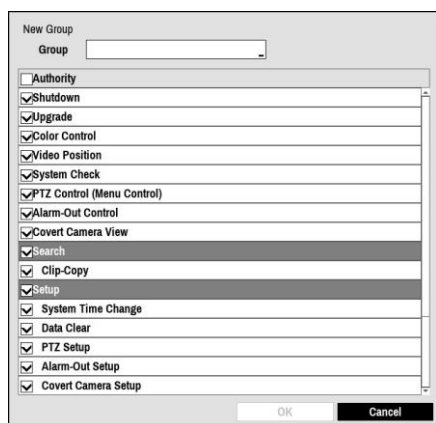 New Group
Group
Authority
Shutdown
Upgrade
Color Control
Video Position
System Check
PTZ Control (Menu Control)
Alarm-Out Control
Covert Camera View
Search
Clip-Copy
Setup
System Time Change
Data Clear
PTZ Setup
Alarm-Out Setup
Covert Camera Setup
OK Cancel